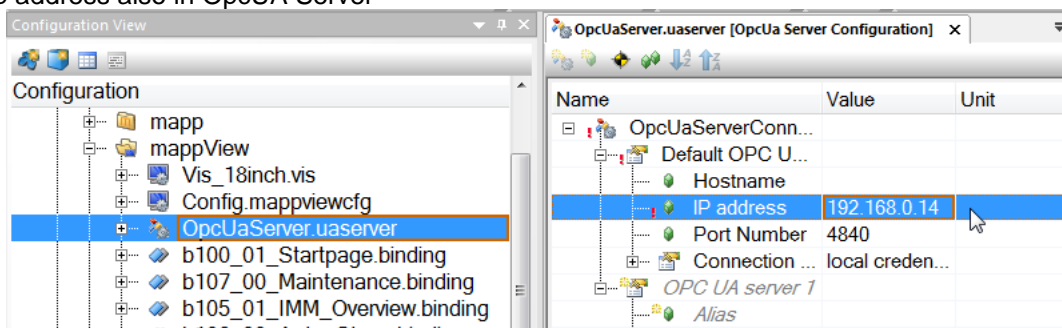 address also in OpcUA Server
Configuration View
Configuration
mapp
mappView
Vis_18inch.vis
Config.mappviewcfg
OpcUaServer.uaserver
b100_01_Startpage.binding
b107_00_Maintenance.binding
b105_01_IMM_Overview.binding
OpcUaServer.uaserver [OpcUa Server Configuration]
Name Value Unit
OpcUaServerConn...
Default OPC U...
Hostname
IP address 192.168.0.14
Port Number 4840
Connection ... local creden...
OPC UA server 1
Alias